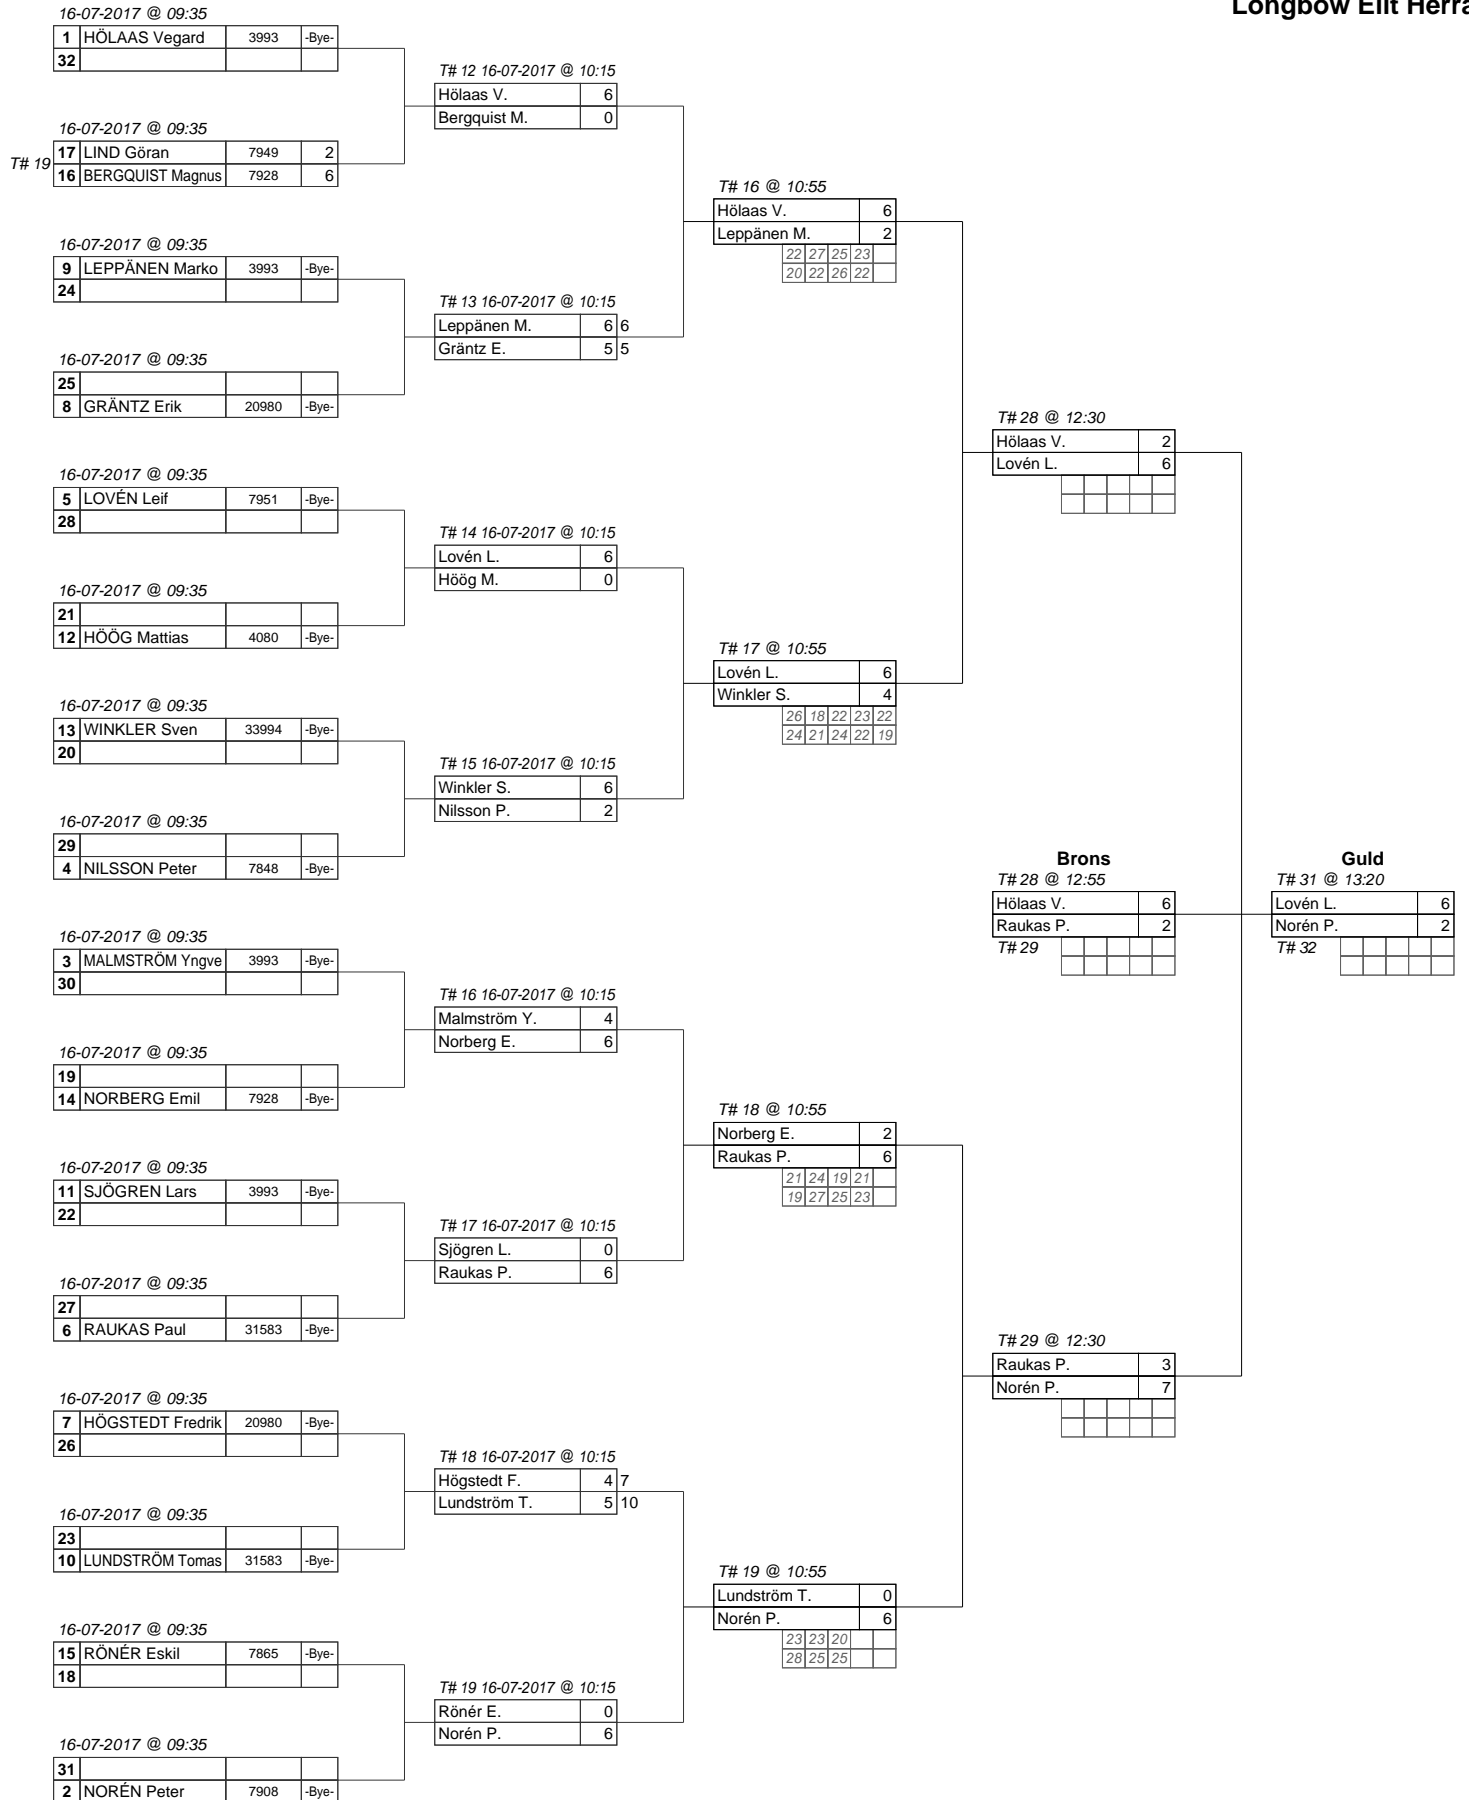 Longbow Elit Herra
16-07-2017 @ 09:35
1 HÖLAAS Vegard 3993 -Bye-
32
T# 12 16-07-2017 @ 10:15
Hölaas V. 6
Bergquist M. 0
16-07-2017 @ 09:35
T# 19
17 LIND Göran 7949 2
16 BERGQUIST Magnus 7928 6
T# 16 @ 10:55
Hölaas V. 6
Leppänen M. 2
22 27 25 23
20 22 26 22
16-07-2017 @ 09:35
9 LEPPÄNEN Marko 3993 -Bye-
24
T# 13 16-07-2017 @ 10:15
Leppänen M. 6 6
Gräntz E. 5 5
16-07-2017 @ 09:35
25
8 GRÄNTZ Erik 20980 -Bye-
T# 28 @ 12:30
Hölaas V. 2
Lovén L. 6
16-07-2017 @ 09:35
5 LOVÉN Leif 7951 -Bye-
28
T# 14 16-07-2017 @ 10:15
Lovén L. 6
Höög M. 0
16-07-2017 @ 09:35
21
12 HÖÖG Mattias 4080 -Bye-
T# 17 @ 10:55
Lovén L. 6
Winkler S. 4
26 18 22 23 22
24 21 24 22 19
16-07-2017 @ 09:35
13 WINKLER Sven 33994 -Bye-
20
T# 15 16-07-2017 @ 10:15
Winkler S. 6
Nilsson P. 2
16-07-2017 @ 09:35
29
4 NILSSON Peter 7848 -Bye-
Brons
T# 28 @ 12:55
Hölaas V. 6
Raukas P. 2
T# 29
Guld
T# 31 @ 13:20
Lovén L. 6
Norén P. 2
T# 32
16-07-2017 @ 09:35
3 MALMSTRÖM Yngve 3993 -Bye-
30
T# 16 16-07-2017 @ 10:15
Malmström Y. 4
Norberg E. 6
16-07-2017 @ 09:35
19
14 NORBERG Emil 7928 -Bye-
T# 18 @ 10:55
Norberg E. 2
Raukas P. 6
21 24 19 21
19 27 25 23
16-07-2017 @ 09:35
11 SJÖGREN Lars 3993 -Bye-
22
T# 17 16-07-2017 @ 10:15
Sjögren L. 0
Raukas P. 6
16-07-2017 @ 09:35
27
6 RAUKAS Paul 31583 -Bye-
T# 29 @ 12:30
Raukas P. 3
Norén P. 7
16-07-2017 @ 09:35
7 HÖGSTEDT Fredrik 20980 -Bye-
26
T# 18 16-07-2017 @ 10:15
Högstedt F. 4 7
Lundström T. 5 10
16-07-2017 @ 09:35
23
10 LUNDSTRÖM Tomas 31583 -Bye-
T# 19 @ 10:55
Lundström T. 0
Norén P. 6
23 23 20
28 25 25
16-07-2017 @ 09:35
15 RÖNÉR Eskil 7865 -Bye-
18
T# 19 16-07-2017 @ 10:15
Rönér E. 0
Norén P. 6
16-07-2017 @ 09:35
31
2 NORÉN Peter 7908 -Bye-